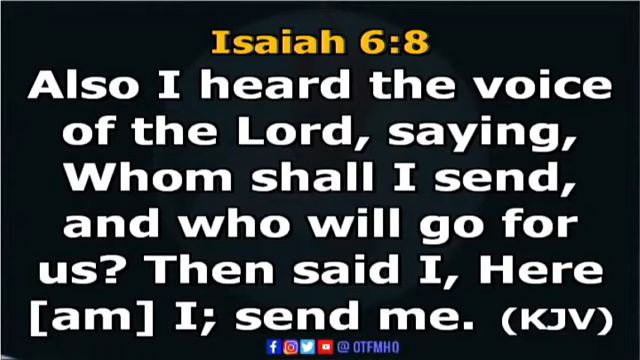 Isaiah 6:8
Also I heard the voice
of the Lord, saying,
Whom shall I send,
and who will go for
us? Then said I, Here
[am] I; send me. (KJV)
@ OTFMHQ